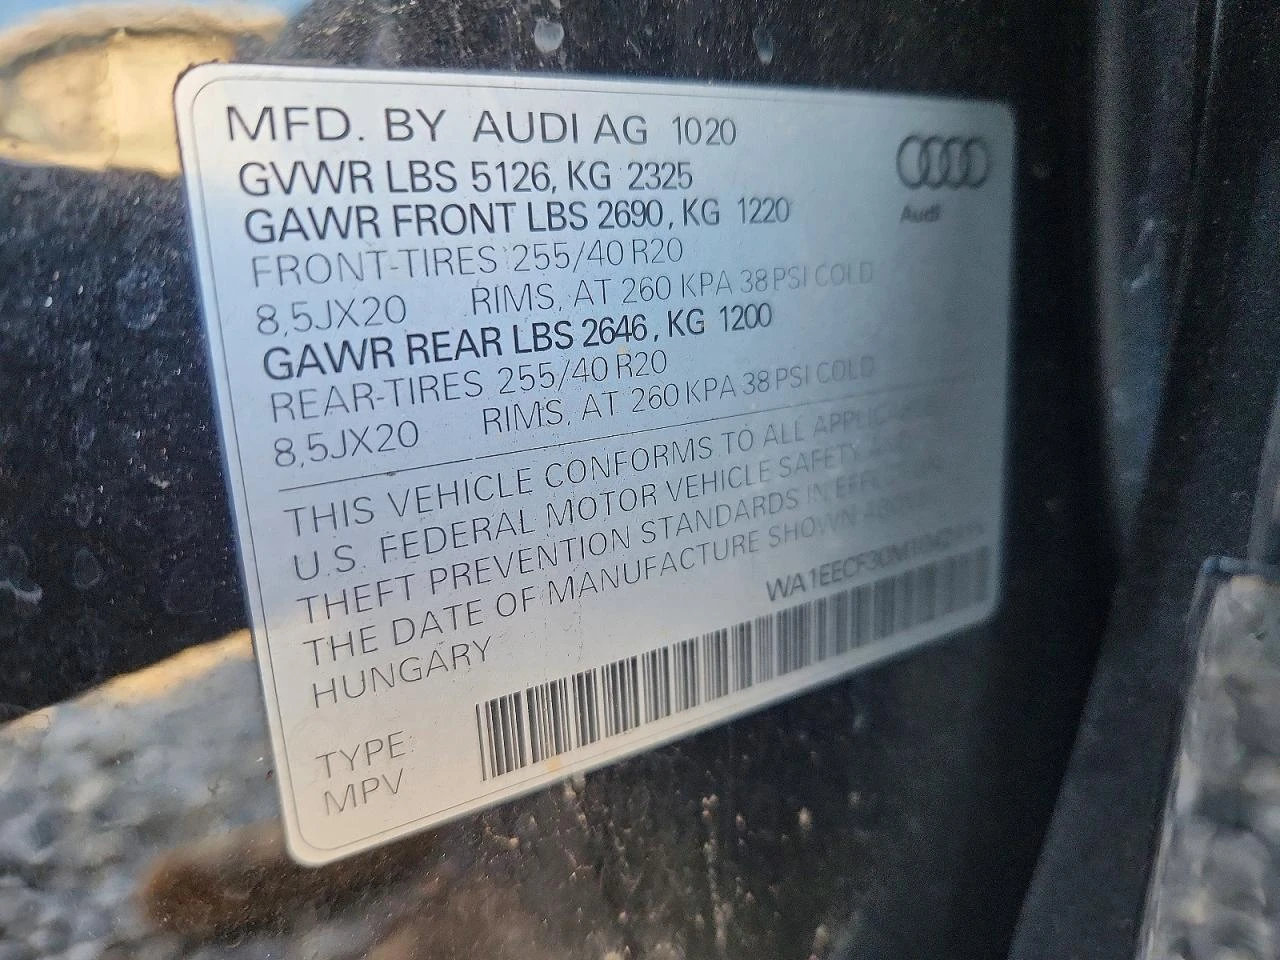 MFD. BY AUDI AG 1020
GVWR LBS 5126, KG 2325
GAWR FRONT LBS 2690, KG 1220
FRONT-TIRES 255/40 R20
8,5JX20 RIMS, AT 260 KPA 38 PSI COLD
GAWR REAR LBS 2646, KG 1200
REAR-TIRES 255/40 R20
8,5JX20 RIMS, AT 260 KPA 38 PSI COLD
THIS VEHICLE CONFORMS TO ALL
U.S. FEDERAL MOTOR VEHICLE SAFETY
THEFT PREVENTION STANDARDS IN
THE DATE OF MANUFACTURE SHOWN
HUNGARY
TYPE:
MPV
Audi